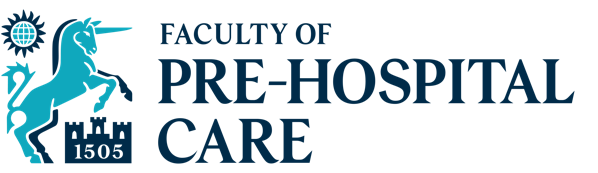 FACULTY OF
PRE-HOSPITAL
CARE
1505